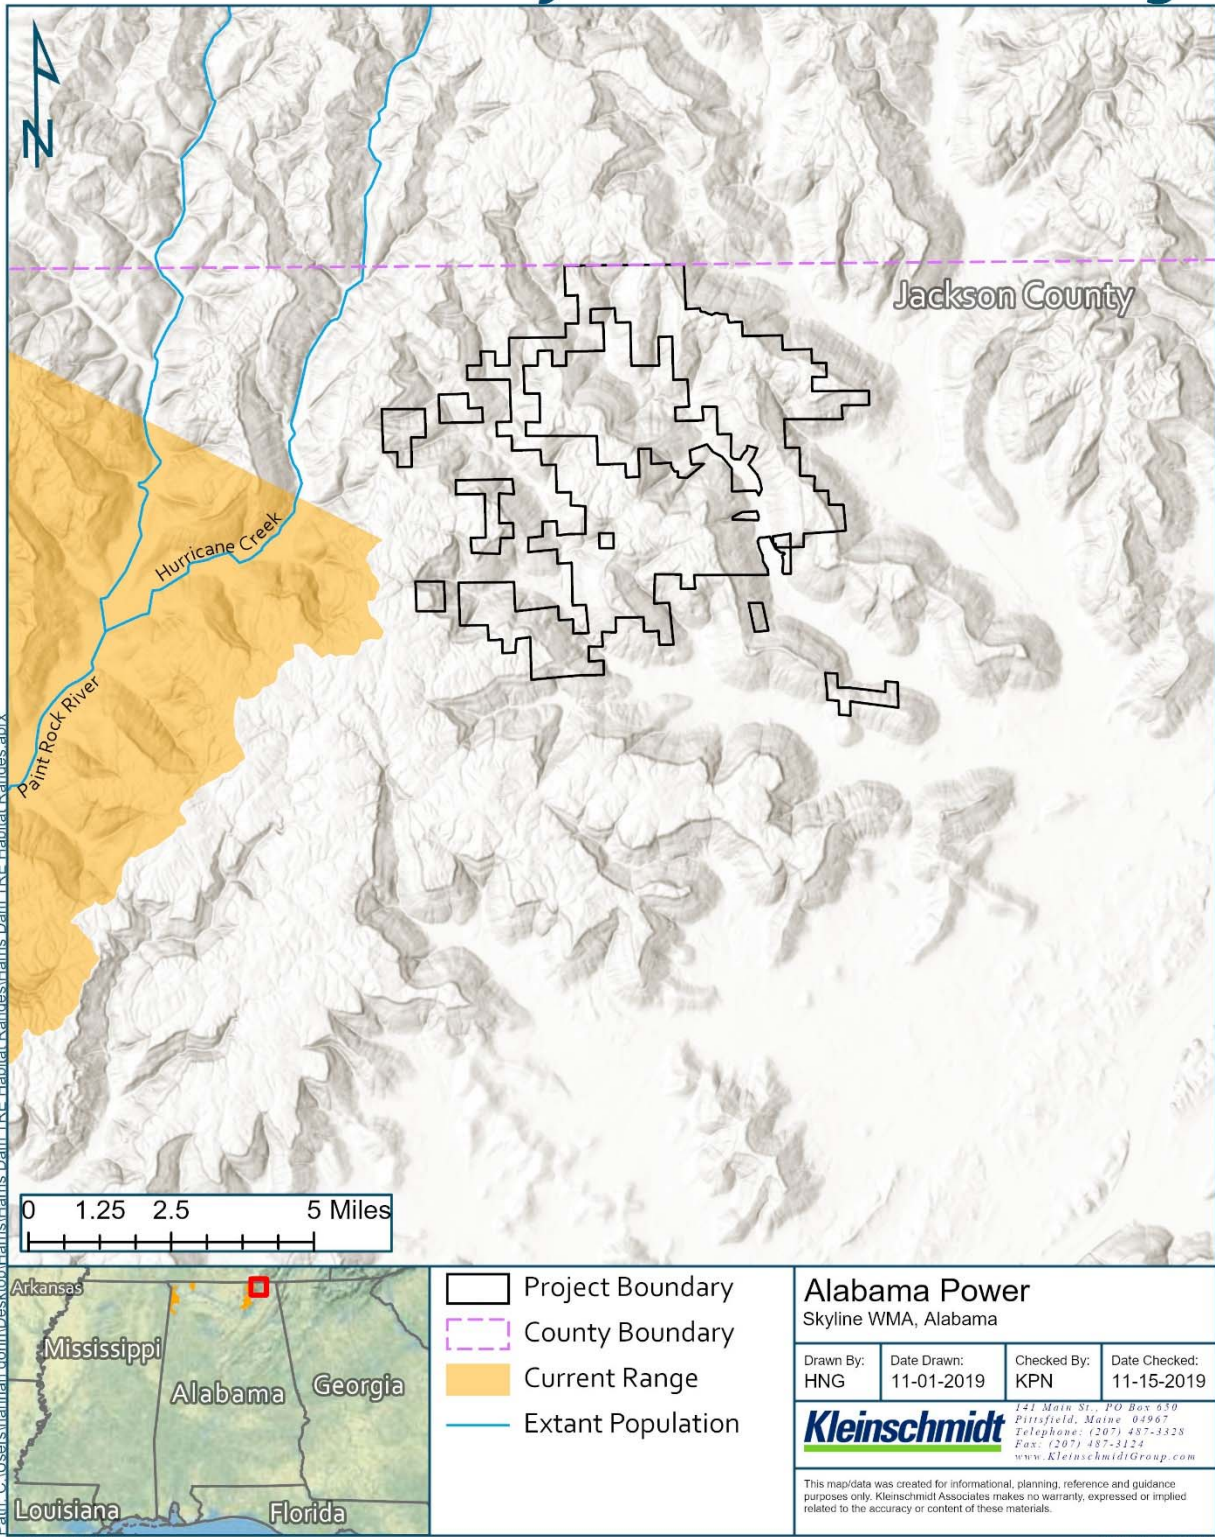 N
Jackson County
Hurricane Creek
Paint Rock River
0 1.25 2.5 5 Miles
Arkansas
Mississippi
Alabama
Georgia
Louisiana
Florida
Project Boundary
County Boundary
Current Range
Extant Population
Alabama Power
Skyline WMA, Alabama
Drawn By:
HNG
Date Drawn:
11-01-2019
Checked By:
KPN
Date Checked:
11-15-2019
Kleinschmidt
141 Main St., PO Box 650
Pittsfield, Maine 04967
Telephone: (207) 487-3328
Fax: (207) 487-3124
www.KleinschmidtGroup.com
This map/data was created for informational, planning, reference and guidance
purposes only. Kleinschmidt Associates makes no warranty, expressed or implied
related to the accuracy or content of these materials.